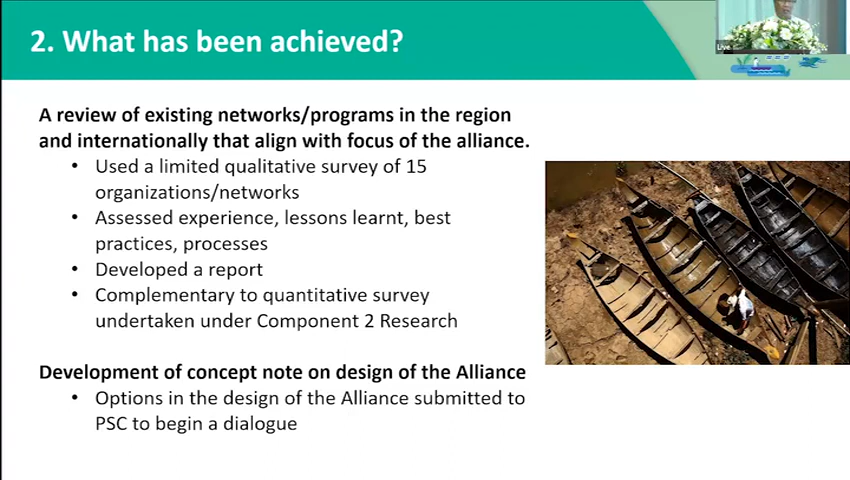 2. What has been achieved?
Live
A review of existing networks/programs in the region
and internationally that align with focus of the alliance.
• Used a limited qualitative survey of 15
organizations/networks
• Assessed experience, lessons learnt, best
practices, processes
• Developed a report
• Complementary to quantitative survey
undertaken under Component 2 Research
Development of concept note on design of the Alliance
• Options in the design of the Alliance submitted to
PSC to begin a dialogue